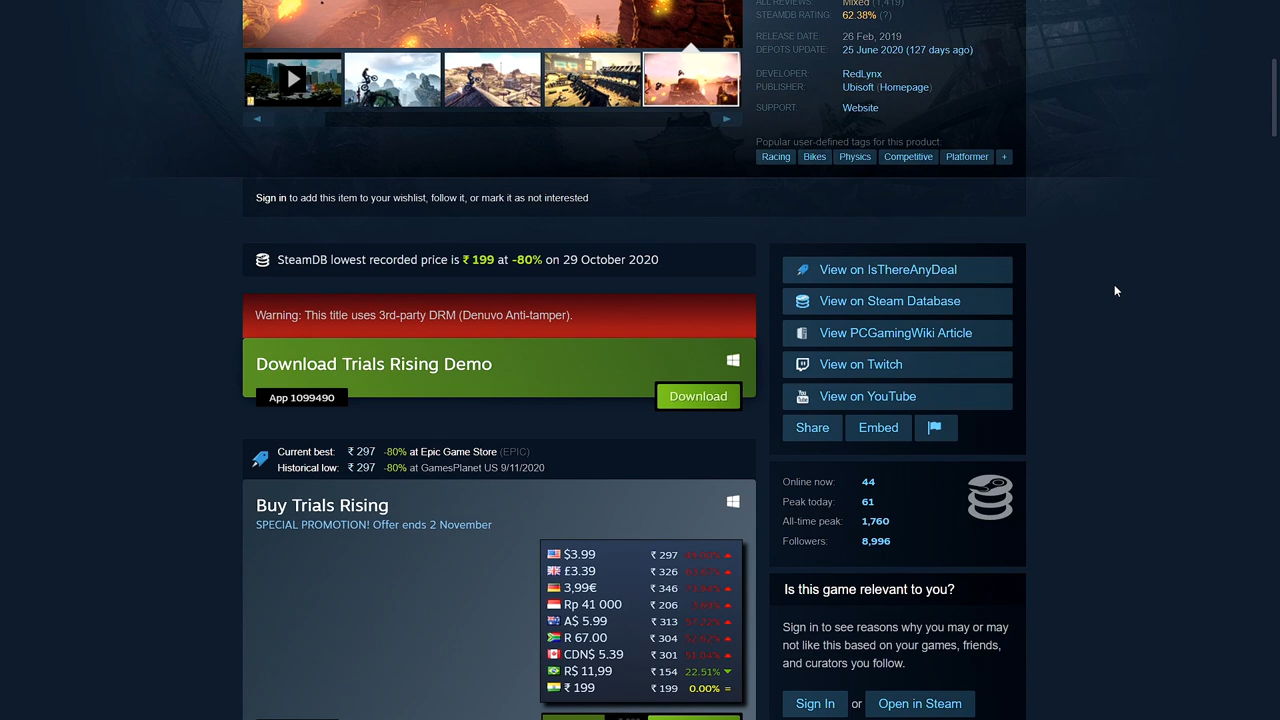 ALL REVIEWS: Mixed (1,419)
STEAMDB RATING: 62.38% (?)
RELEASE DATE: 26 Feb, 2019
DEPOTS UPDATE: 25 June 2020 (127 days ago)
DEVELOPER: RedLynx
PUBLISHER: Ubisoft (Homepage)
SUPPORT: Website
Popular user-defined tags for this product:
Racing Bikes Physics Competitive Platformer +
Sign in to add this item to your wishlist, follow it, or mark it as not interested
SteamDB lowest recorded price is ₹ 199 at -80% on 29 October 2020
Warning: This title uses 3rd-party DRM (Denuvo Anti-tamper).
Download Trials Rising Demo
App 1099490
Download
Current best: ₹ 297 -80% at Epic Game Store (EPIC)
Historical low: ₹ 297 -80% at GamesPlanet US 9/11/2020
Buy Trials Rising
SPECIAL PROMOTION! Offer ends 2 November
$3.99 ₹ 297
£3.39 ₹ 326
3,99€ ₹ 346
Rp 41 000 ₹ 206
A$ 5.99 ₹ 313
R 67.00 ₹ 304
CDN$ 5.39 ₹ 301
R$ 11,99 ₹ 154 22.51%
₹ 199 ₹ 199 0.00% =
View on IsThereAnyDeal
View on Steam Database
View PCGamingWiki Article
View on Twitch
View on YouTube
Share Embed
Online now: 44
Peak today: 61
All-time peak: 1,760
Followers: 8,996
Is this game relevant to you?
Sign in to see reasons why you may or may
not like this based on your games, friends,
and curators you follow.
Sign In or Open in Steam